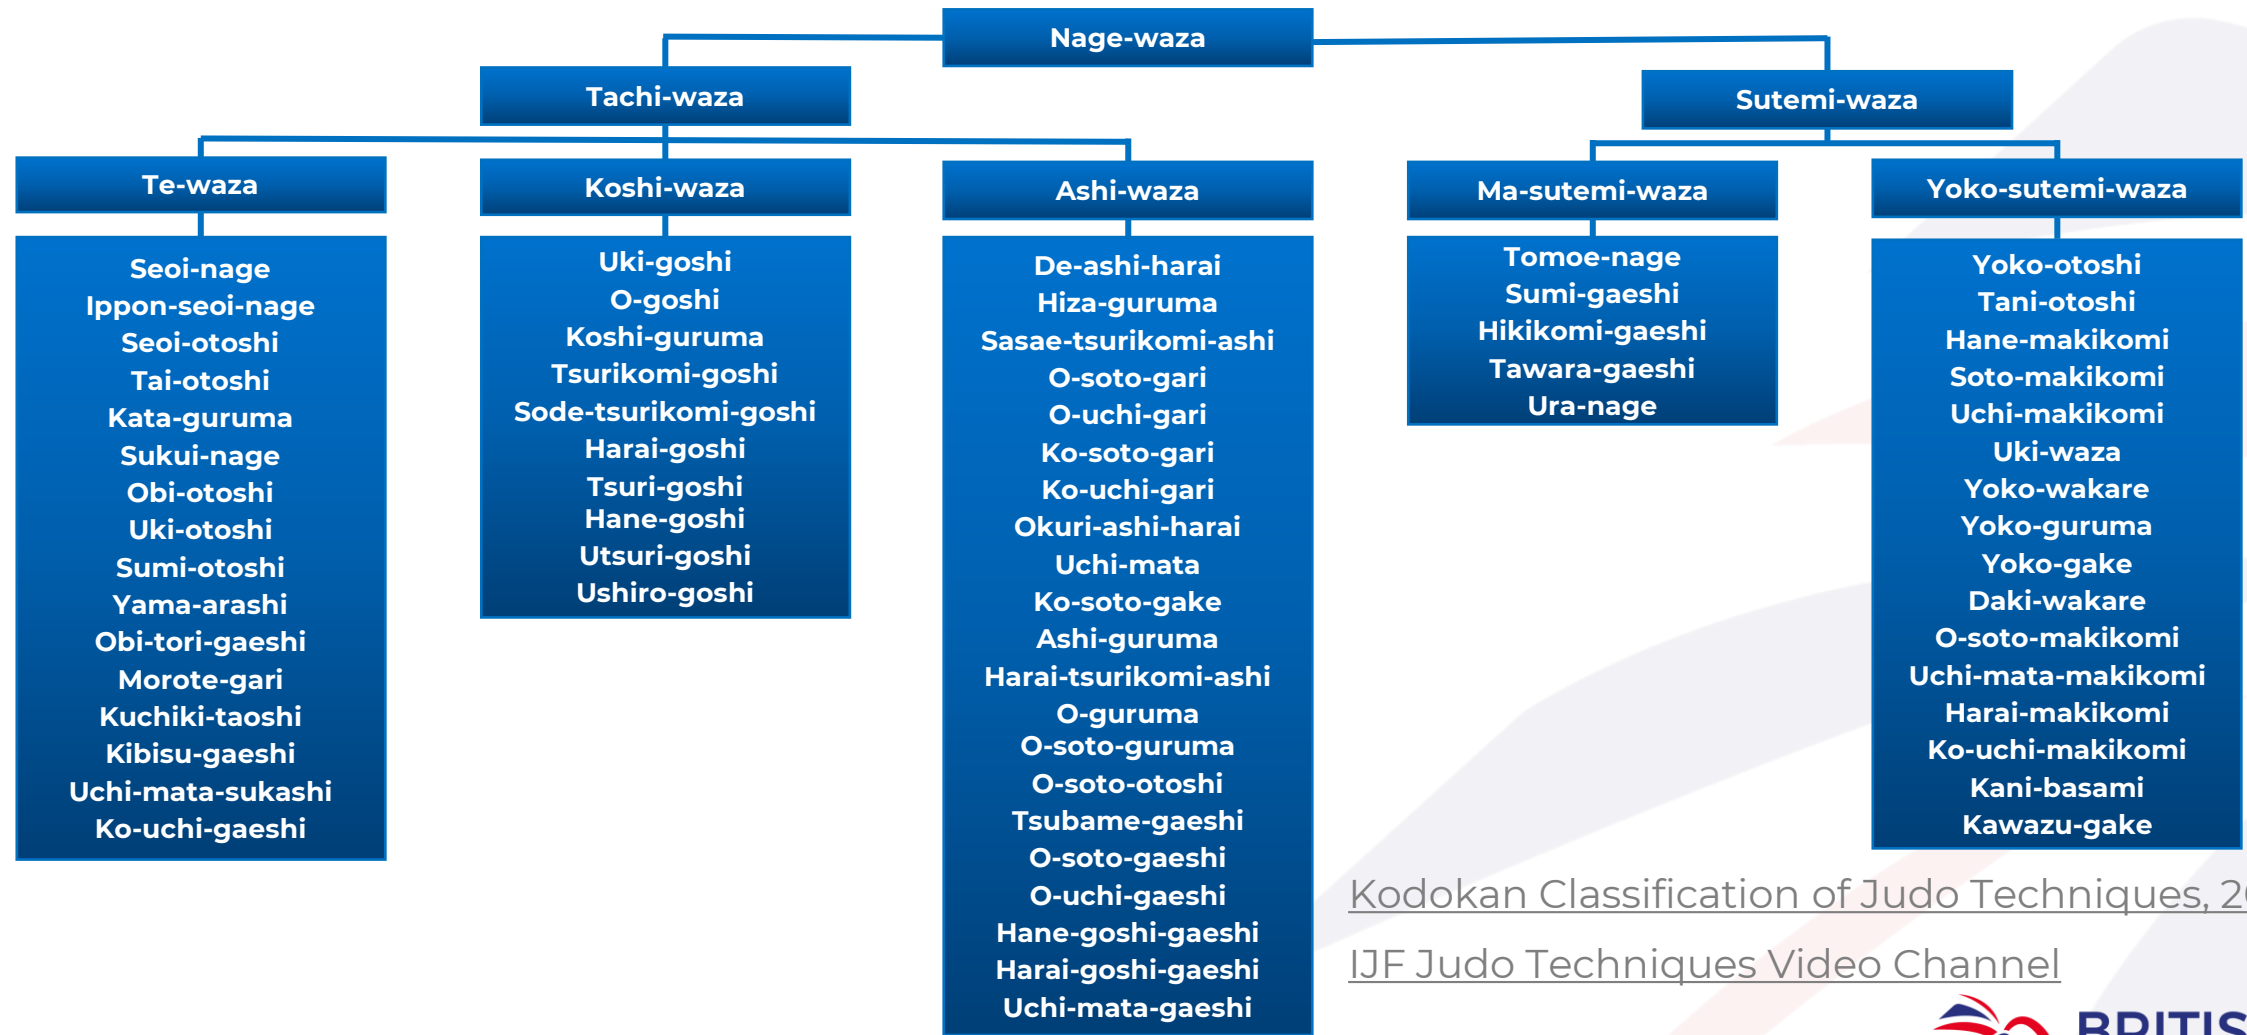 Nage-waza
Tachi-waza
Sutemi-waza
Te-waza
Koshi-waza
Ashi-waza
Ma-sutemi-waza
Yoko-sutemi-waza
Seoi-nage
Ippon-seoi-nage
Seoi-otoshi
Tai-otoshi
Kata-guruma
Sukui-nage
Obi-otoshi
Uki-otoshi
Sumi-otoshi
Yama-arashi
Obi-tori-gaeshi
Morote-gari
Kuchiki-taoshi
Kibisu-gaeshi
Uchi-mata-sukashi
Ko-uchi-gaeshi
Uki-goshi
O-goshi
Koshi-guruma
Tsurikomi-goshi
Sode-tsurikomi-goshi
Harai-goshi
Tsuri-goshi
Hane-goshi
Utsuri-goshi
Ushiro-goshi
De-ashi-harai
Hiza-guruma
Sasae-tsurikomi-ashi
O-soto-gari
O-uchi-gari
Ko-soto-gari
Ko-uchi-gari
Okuri-ashi-harai
Uchi-mata
Ko-soto-gake
Ashi-guruma
Harai-tsurikomi-ashi
O-guruma
O-soto-guruma
O-soto-otoshi
Tsubame-gaeshi
O-soto-gaeshi
O-uchi-gaeshi
Hane-goshi-gaeshi
Harai-goshi-gaeshi
Uchi-mata-gaeshi
Tomoe-nage
Sumi-gaeshi
Hikikomi-gaeshi
Tawara-gaeshi
Ura-nage
Yoko-otoshi
Tani-otoshi
Hane-makikomi
Soto-makikomi
Uchi-makikomi
Uki-waza
Yoko-wakare
Yoko-guruma
Yoko-gake
Daki-wakare
O-soto-makikomi
Uchi-mata-makikomi
Harai-makikomi
Ko-uchi-makikomi
Kani-basami
Kawazu-gake
Kodokan Classification of Judo Techniques,
IJF Judo Techniques Video Channel